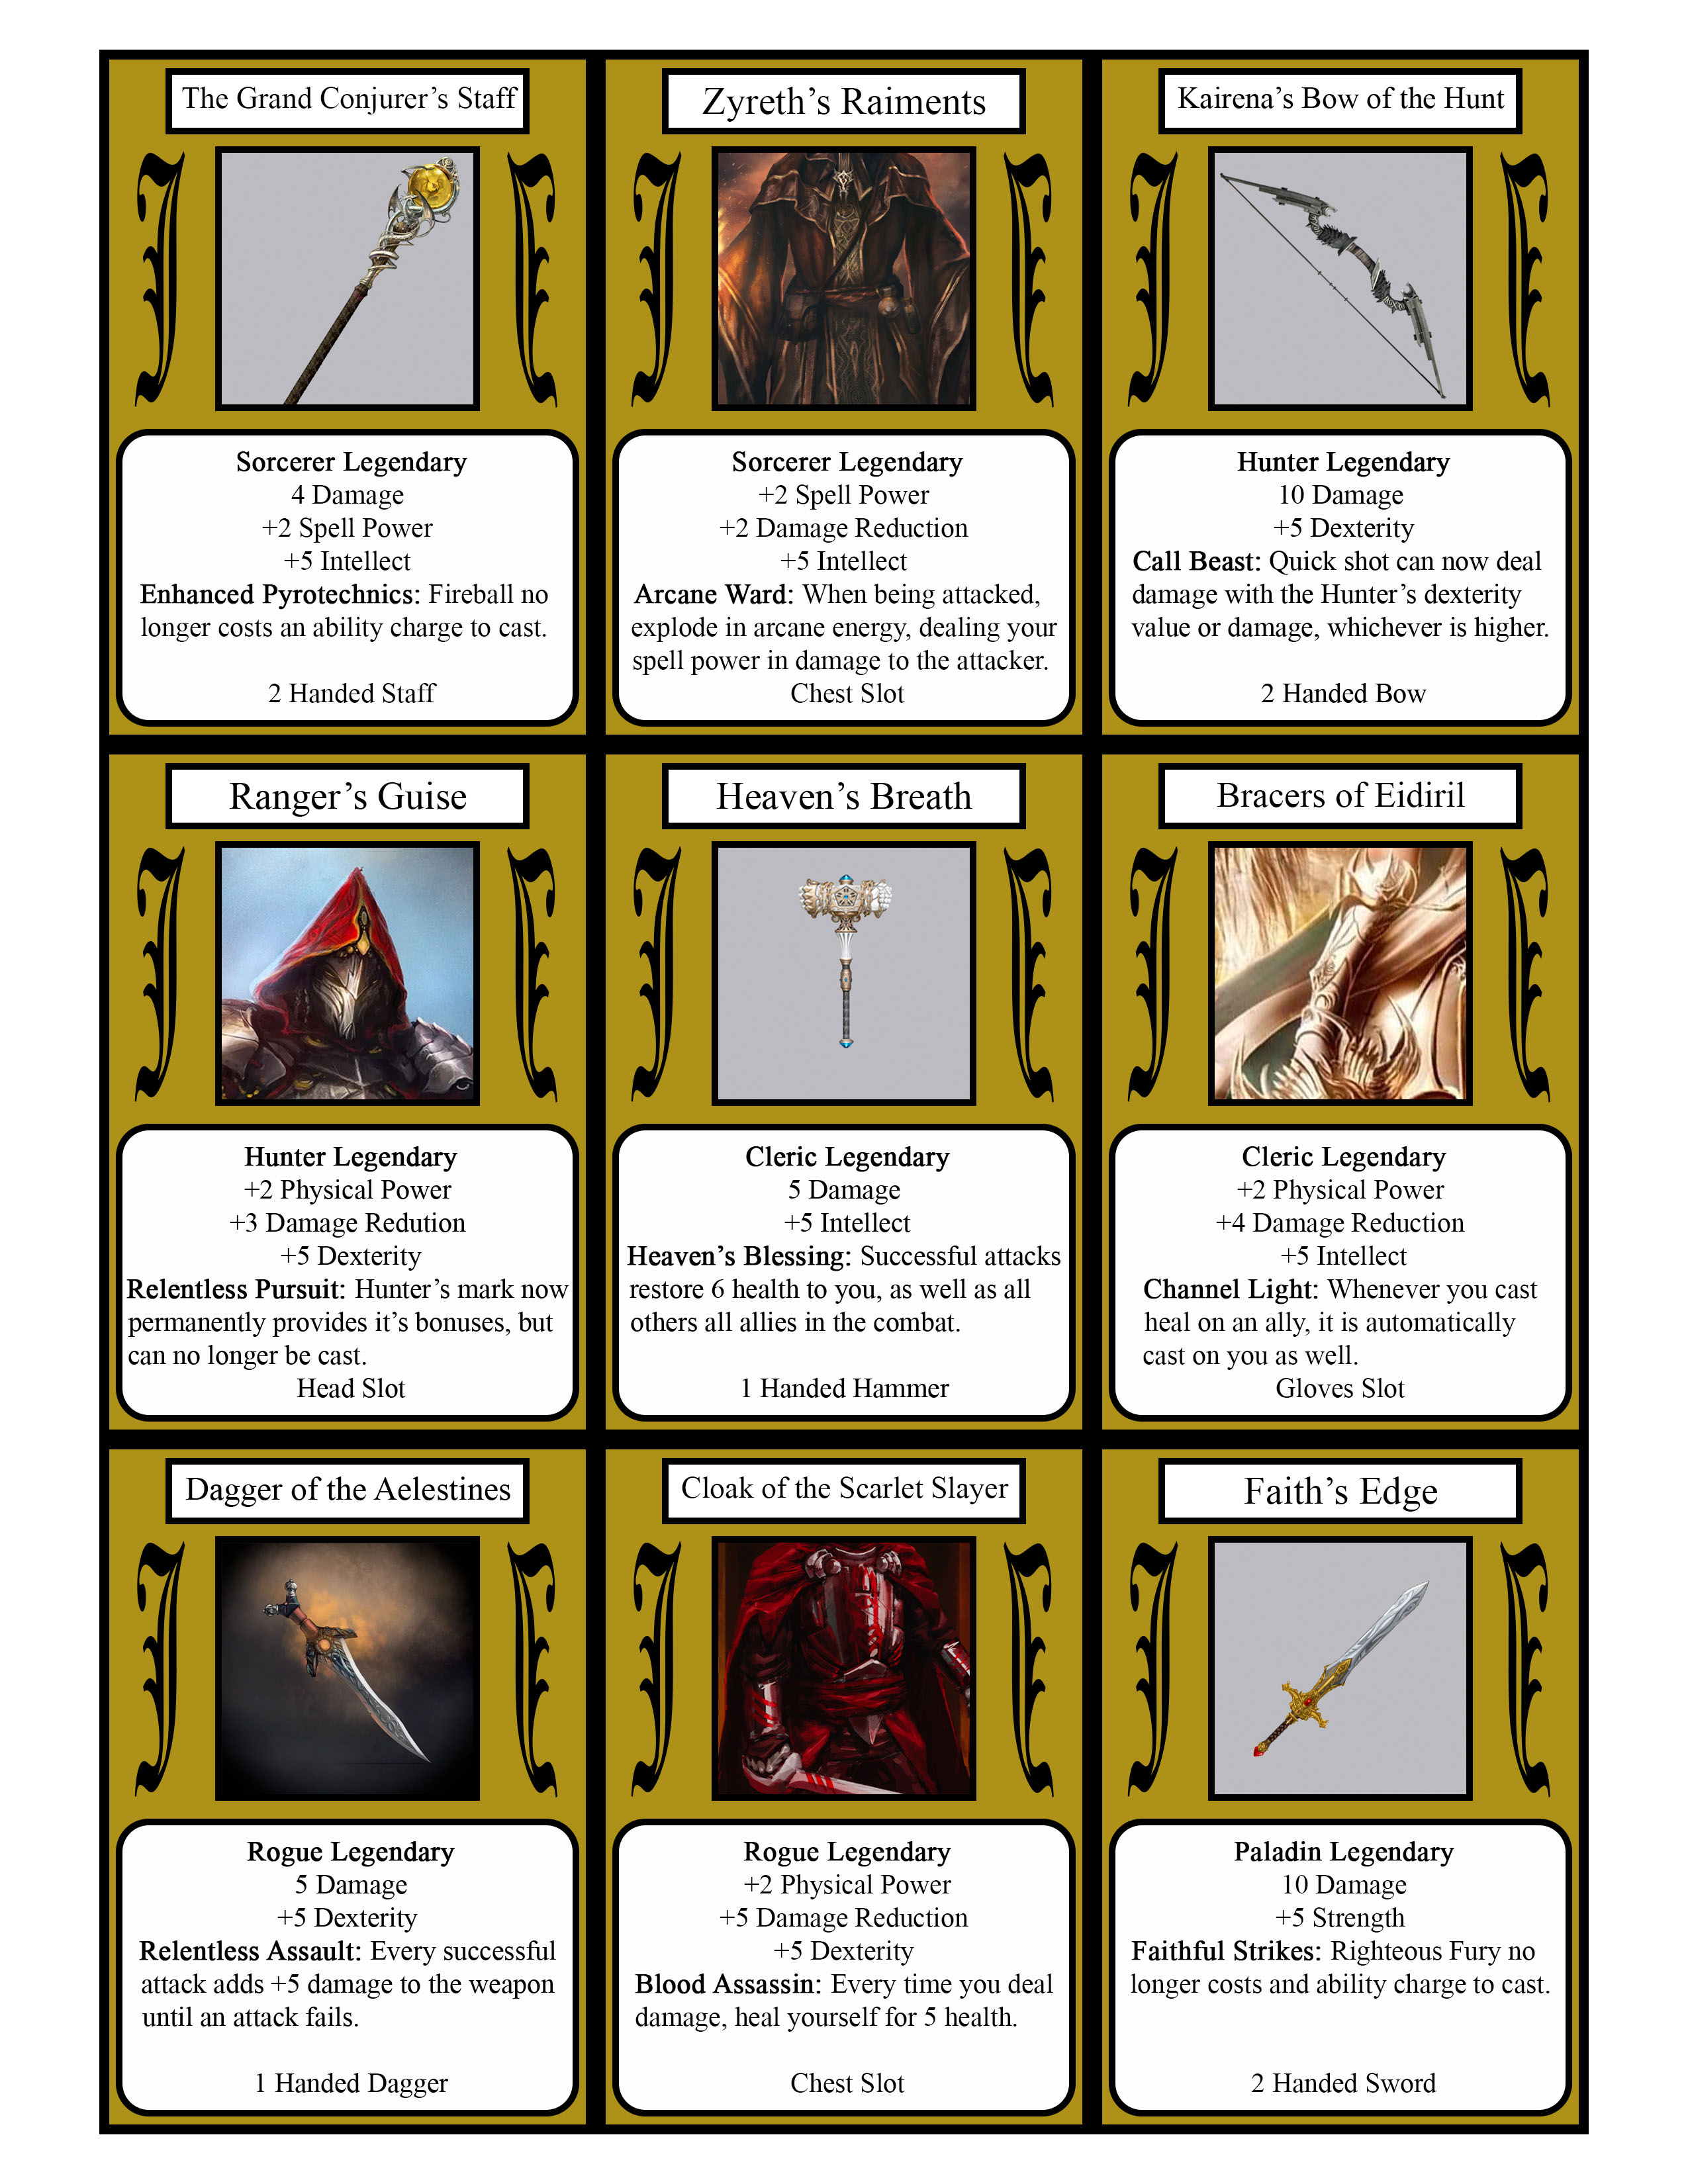 The Grand Conjurer’s Staff
Sorcerer Legendary
4 Damage
+2 Spell Power
+5 Intellect
Enhanced Pyrotechnics: Fireball no
longer costs an ability charge to cast.
2 Handed Staff
Zyreth’s Raiments
Sorcerer Legendary
+2 Spell Power
+2 Damage Reduction
+5 Intellect
Arcane Ward: When being attacked,
explode in arcane energy, dealing your
spell power in damage to the attacker.
Chest Slot
Kairena’s Bow of the Hunt
Hunter Legendary
10 Damage
+5 Dexterity
Call Beast: Quick shot can now deal
damage with the Hunter’s dexterity
value or damage, whichever is higher.
2 Handed Bow
Ranger’s Guise
Hunter Legendary
+2 Physical Power
+3 Damage Redution
+5 Dexterity
Relentless Pursuit: Hunter’s mark now
permanently provides it’s bonuses, but
can no longer be cast.
Head Slot
Heaven’s Breath
Cleric Legendary
5 Damage
+5 Intellect
Heaven’s Blessing: Successful attacks
restore 6 health to you, as well as all
others all allies in the combat.
1 Handed Hammer
Bracers of Eidiril
Cleric Legendary
+2 Physical Power
+4 Damage Reduction
+5 Intellect
Channel Light: Whenever you cast
heal on an ally, it is automatically
cast on you as well.
Gloves Slot
Dagger of the Aelestines
Rogue Legendary
5 Damage
+5 Dexterity
Relentless Assault: Every successful
attack adds +5 damage to the weapon
until an attack fails.
1 Handed Dagger
Cloak of the Scarlet Slayer
Rogue Legendary
+2 Physical Power
+5 Damage Reduction
+5 Dexterity
Blood Assassin: Every time you deal
damage, heal yourself for 5 health.
Chest Slot
Faith’s Edge
Paladin Legendary
10 Damage
+5 Strength
Faithful Strikes: Righteous Fury no
longer costs and ability charge to cast.
2 Handed Sword